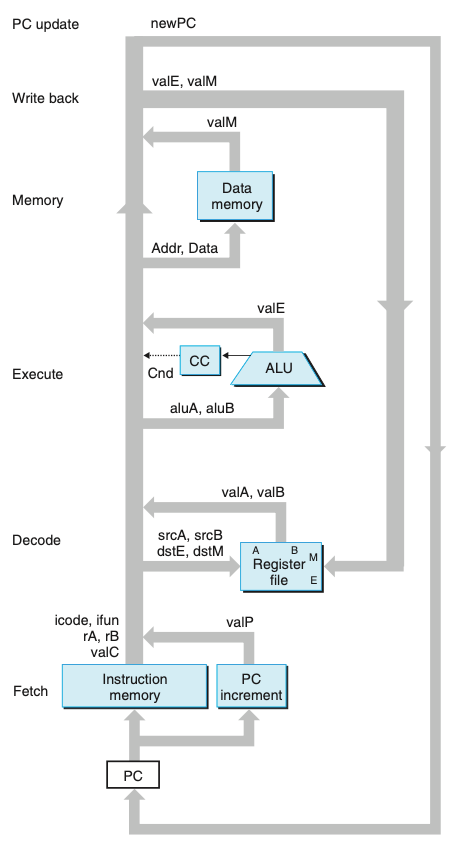 PC update
newPC
valE, valM
Write back
valM
Memory
Data
memory
Addr, Data
valE
Execute
CC
ALU
Cnd
aluA, aluB
valA, valB
Decode
srcA, srcB
dstE, dstM
A B
M
Register
file
E
icode, ifun
rA, rB
valC
valP
Fetch
Instruction
memory
PC
increment
PC